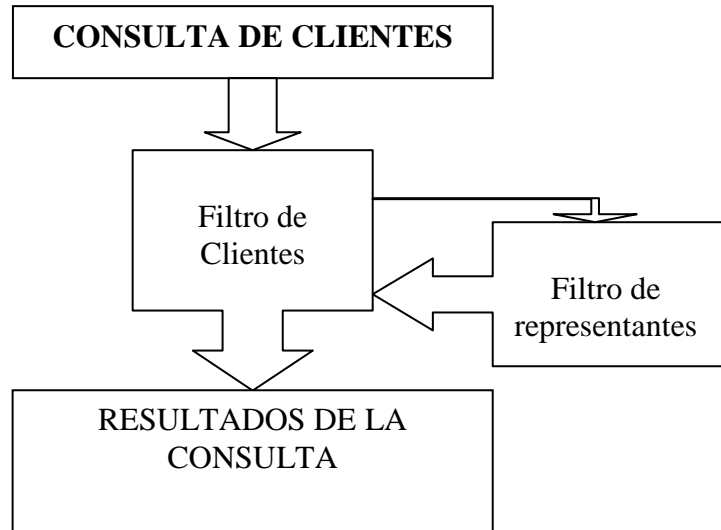 CONSULTA DE CLIENTES
Filtro de
Clientes
Filtro de
representantes
RESULTADOS DE LA
CONSULTA